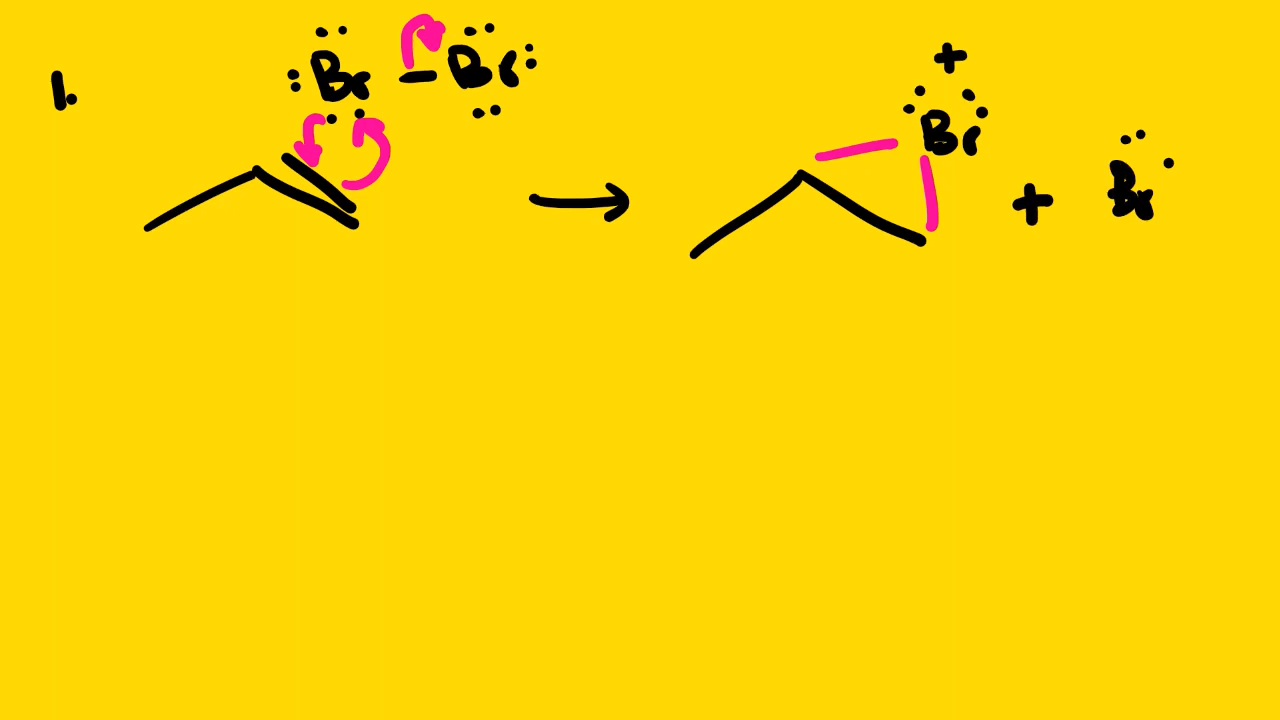 1.
:Br — Br:
+
Br + Br